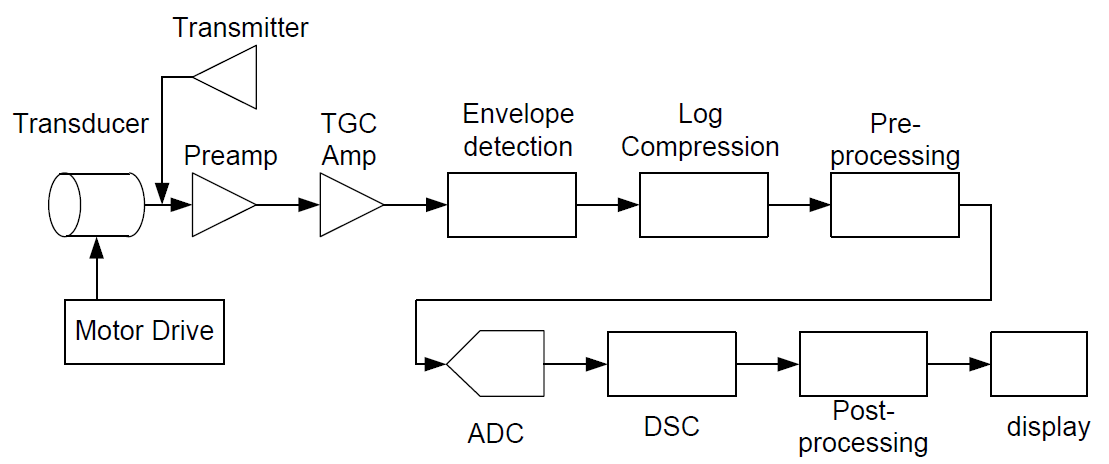 Transmitter
Transducer
Preamp
TGC
Amp
Envelope
detection
Log
Compression
Pre-
processing
Motor Drive
ADC
DSC
Post-
processing
display